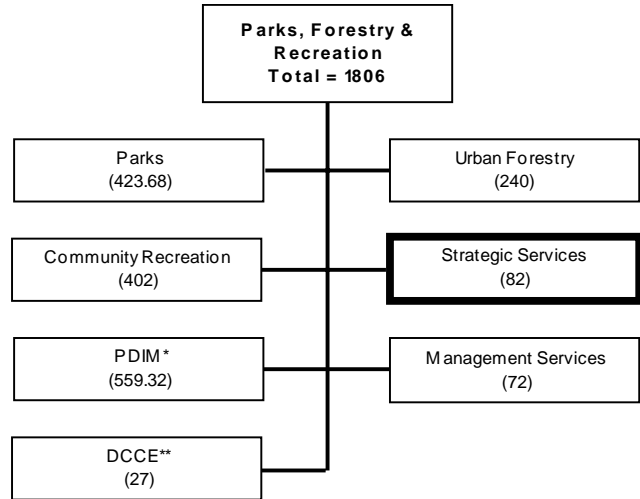 Parks, Forestry &
Recreation
Total = 1806
Parks
(423.68)
Urban Forestry
(240)
Community Recreation
(402)
Strategic Services
(82)
PDIM*
(559.32)
Management Services
(72)
DCCE**
(27)